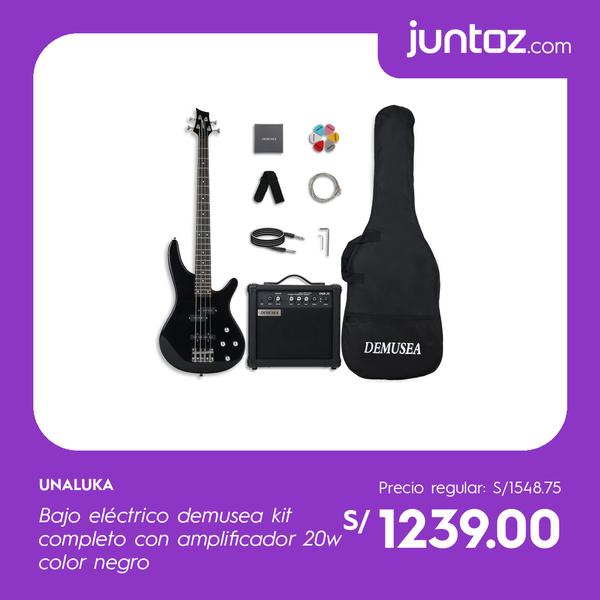 juntoz.com
DEMUSEA
DEMUSEA
DEMUSEA
UNALUKA
Bajo eléctrico demusea kit
completo con amplificador 20w
color negro
Precio regular: S/1548.75
S/ 1239.00